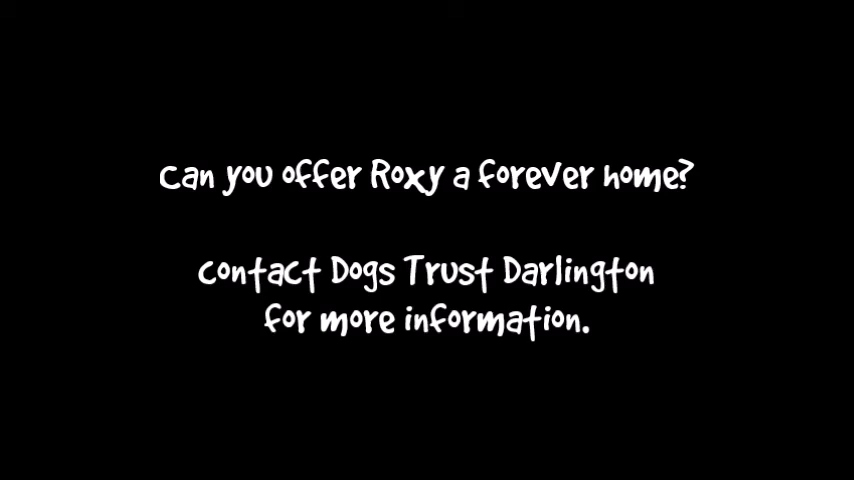 Can you offer Roxy a forever home?
Contact Dogs Trust Darlington
for more information.